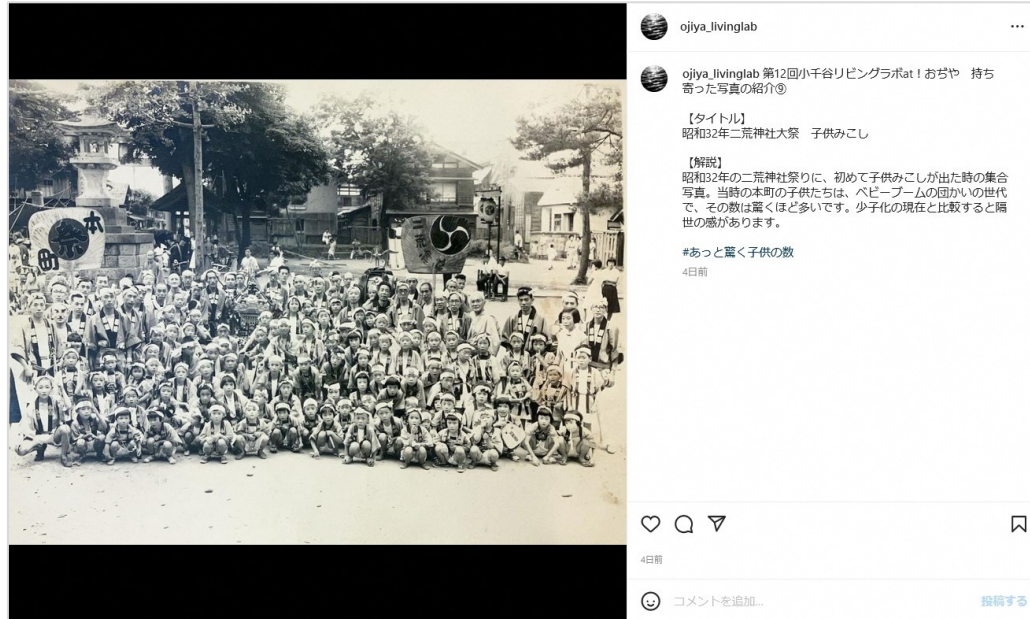 ojiya_livinglab
ojiya_livinglab 第12回小千谷リビングラボat！おぢや　持ち
寄った写真の紹介⑨
【タイトル】
昭和32年二荒神社大祭　子供みこし
【解説】
昭和32年の二荒神社祭りに、初めて子供みこしが出た時の集合
写真。当時の本町の子供たちは、ベビーブームの団かいの世代
で、その数は驚くほど多いです。少子化の現在と比較すると隔
世の感があります。
#あっと驚く子供の数
4日前
4日前
コメントを追加...
投稿する
本町